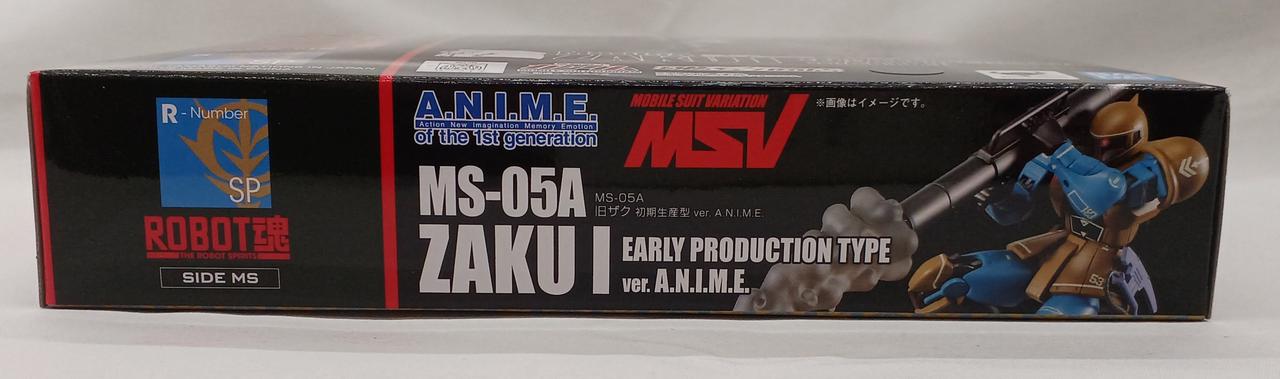 R - Number
SP
ROBOT魂
THE ROBOT SPIRITS
SIDE MS
A.N.I.M.E.
Action New Imagination Memory Emotion
of the 1st generation
MOBILE SUIT VARIATION
MSV
※画像はイメージです。
MS-05A
MS-05A
旧ザク 初期生産型 ver. A.N.I.M.E.
ZAKU I
EARLY PRODUCTION TYPE
ver. A.N.I.M.E.
53